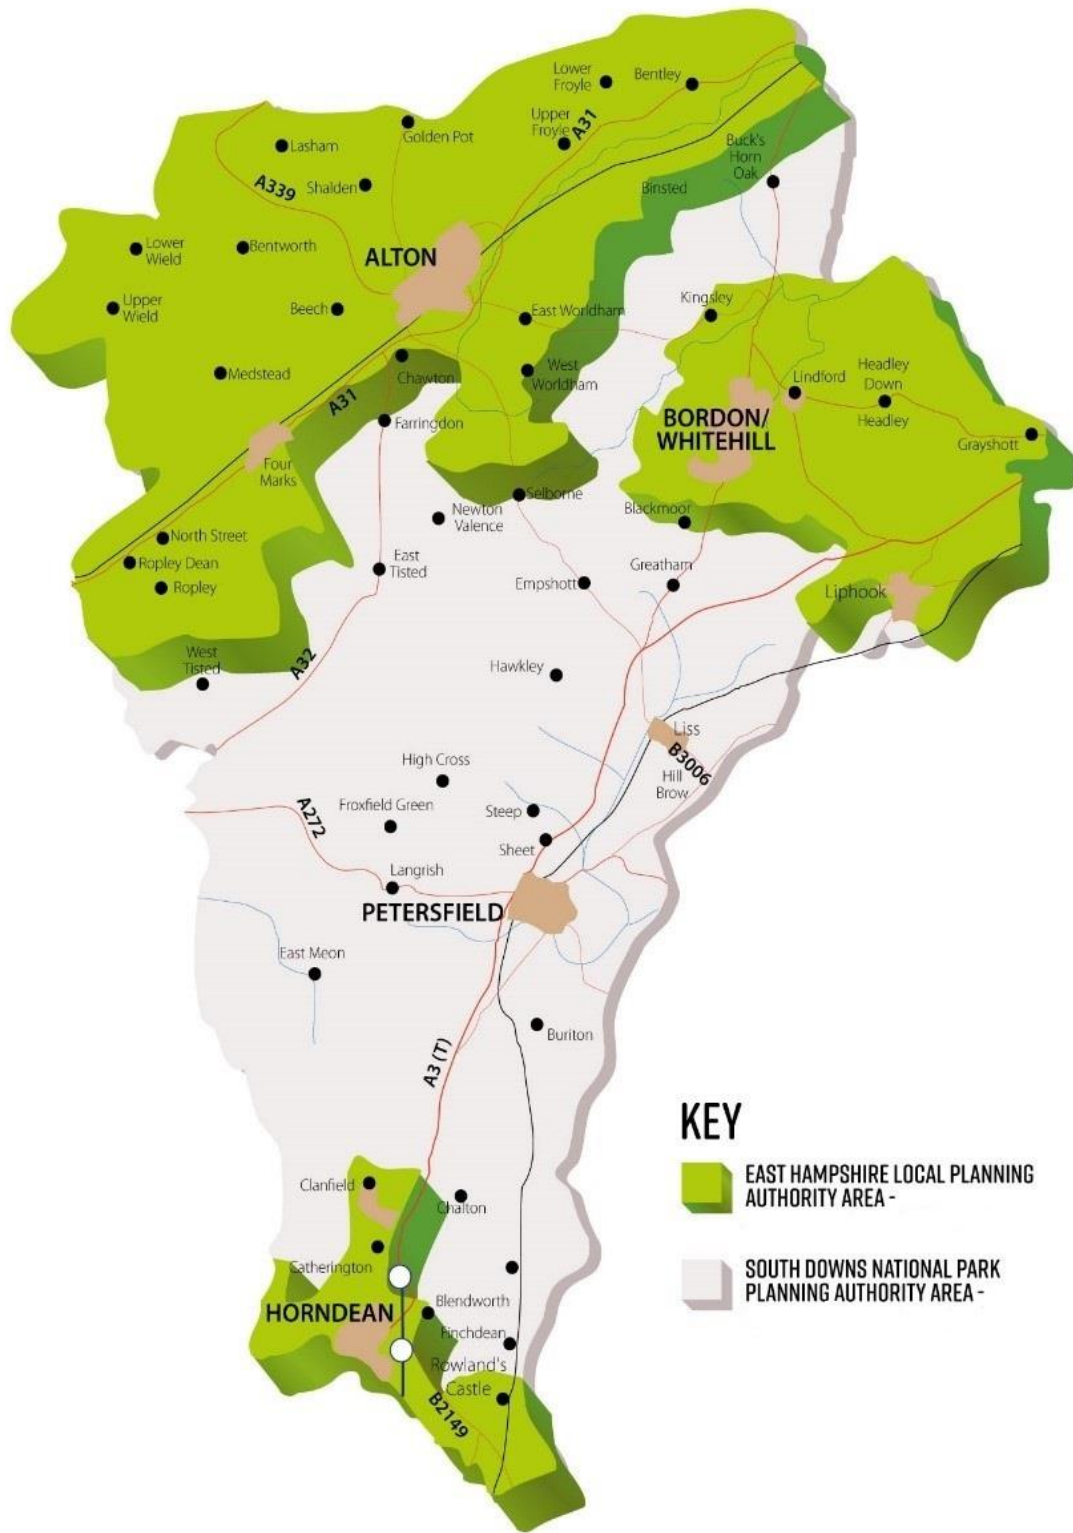 Lower
Froyle
Bentley
Upper
Froyle
A31
Golden Pot
Lasham
Buck's
Horn
Oak
A339
Shalden
Binsted
Lower
Wield
Bentworth
ALTON
Upper
Wield
Beech
East Worldham
Kingsley
Medstead
A31
Chawton
West
Worldham
Lindford
Headley
Down
Headley
Farringdon
BORDON/
WHITEHILL
Grayshott
Four
Marks
Selborne
Newton
Valence
Blackmoor
North Street
Ropley Dean
Ropley
East
Tisted
Empshott
Greatham
Liphook
West
Tisted
A32
Hawkley
Liss
B3006
Hill
Brow
High Cross
A272
Froxfield Green
Steep
Sheet
Langrish
PETERSFIELD
East Meon
Buriton
A3 (T)
KEY
EAST HAMPSHIRE LOCAL PLANNING
AUTHORITY AREA -
SOUTH DOWNS NATIONAL PARK
PLANNING AUTHORITY AREA -
Clanfield
Chalton
Catherington
HORNDEAN
Blendworth
Finchdean
Rowland's
Castle
B2149